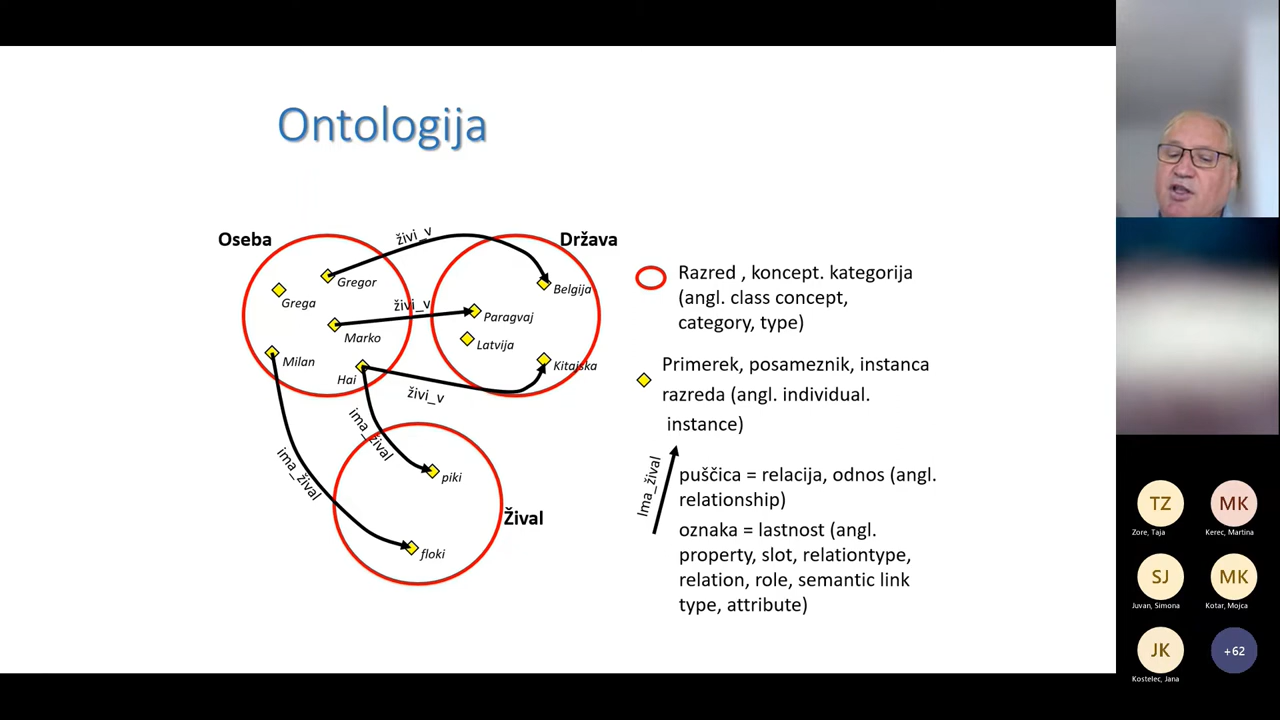 Ontologija
Oseba
Država
živi_v
Gregor
Grega
Belgija
živi_v
Paragvaj
Marko
Latvija
Milan
Hai
Kitajska
živi_v
ima_žival
ima_žival
piki
Žival
floki
Razred , koncept. kategorija
(angl. class concept,
category, type)
Primerek, posameznik, instanca
razreda (angl. individual.
instance)
Ima_žival
puščica = relacija, odnos (angl.
relationship)
oznaka = lastnost (angl.
property, slot, relationtype,
relation, role, semantic link
type, attribute)
TZ
MK
Zore, Taja
Kerec, Martina
SJ
MK
Juvan, Simona
Kotar, Mojca
JK
+62
Kostelec, Jana